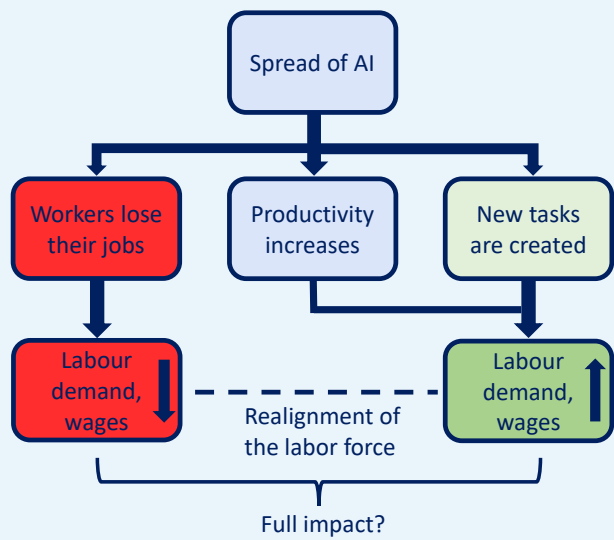 Spread of AI
Workers lose
their jobs
Productivity
increases
New tasks
are created
Labour
demand,
wages
Labour
demand,
wages
Realignment of
the labor force
Full impact?